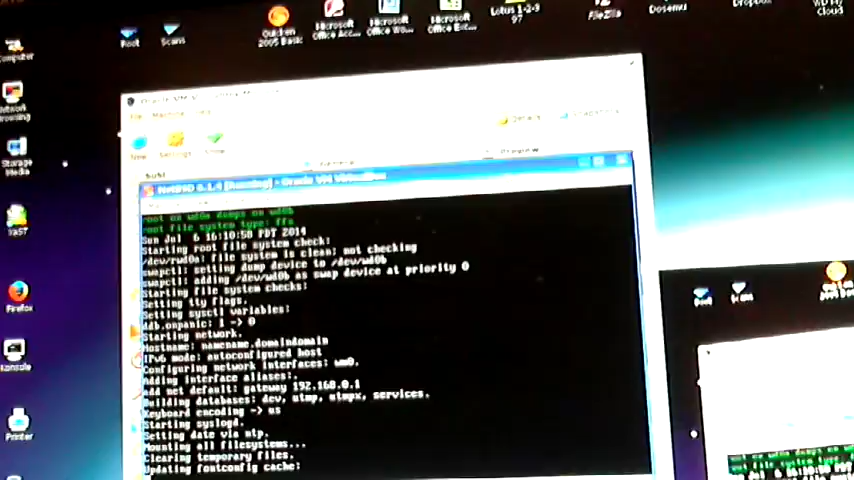 Root
Scans
Quicken
2005 Basic
Microsoft
Office Acc...
Microsoft
Office Wo...
Microsoft
Office Exc...
Lotus 1-2-3
97
FileZilla
Dosemu
Dropbox
WD My
Cloud
Computer
Network
Browsing
Storage
Media
YaST
Firefox
Konsole
Printer
File Machine Help
New
Settings
Show
Details
Snapshots
General
Preview
NetBSD 6.1.4 [Running] - Oracle VM VirtualBox
root on wd0a dumps on wd0b
root file system type: ffs
Sun Jul 6 16:10:58 PDT 2014
Starting root file system check:
/dev/rwd0a: file system is clean; not checking
swapctl: setting dump device to /dev/wd0b
swapctl: adding /dev/wd0b as swap device at priority 0
Starting file system checks:
Setting tty flags.
Setting sysctl variables:
ddb.onpanic: 1 -> 0
Starting network.
Hostname: namename.domaindomain
IPv6 mode: autoconfigured host
Configuring network interfaces: wm0.
Adding interface aliases:.
add net default: gateway 192.168.0.1
Building databases: dev, utmp, utmpx, services.
Keyboard encoding -> us
Starting syslogd.
Setting date via ntp.
Mounting all filesystems...
Clearing temporary files.
Updating fontconfig cache:
Root
Scans